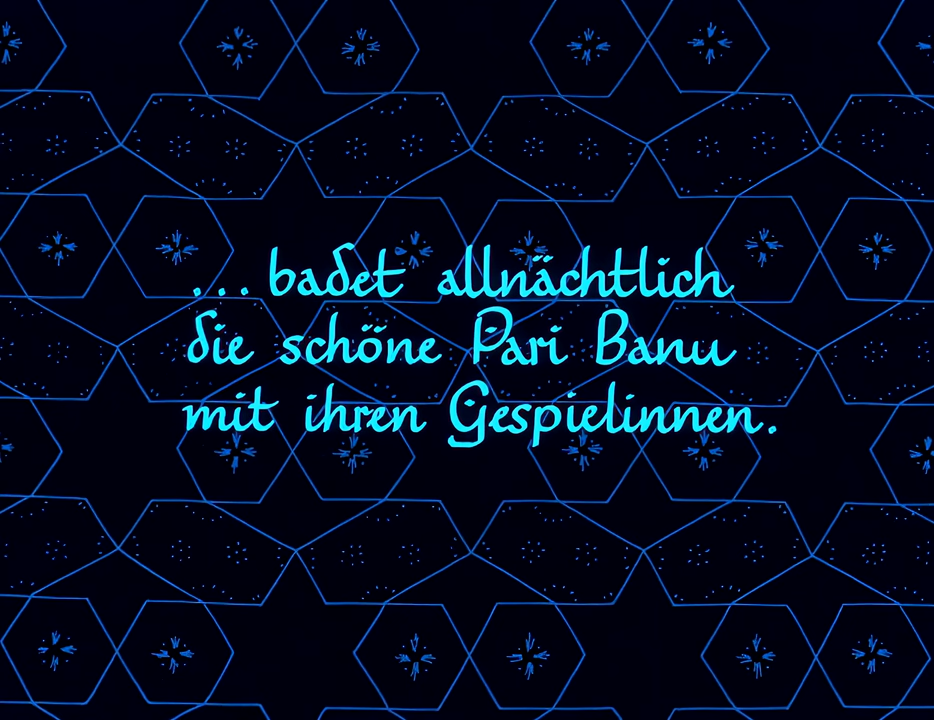 ... badet allnächtlich
die schöne Pari Banu
mit ihren Gespielinnen.